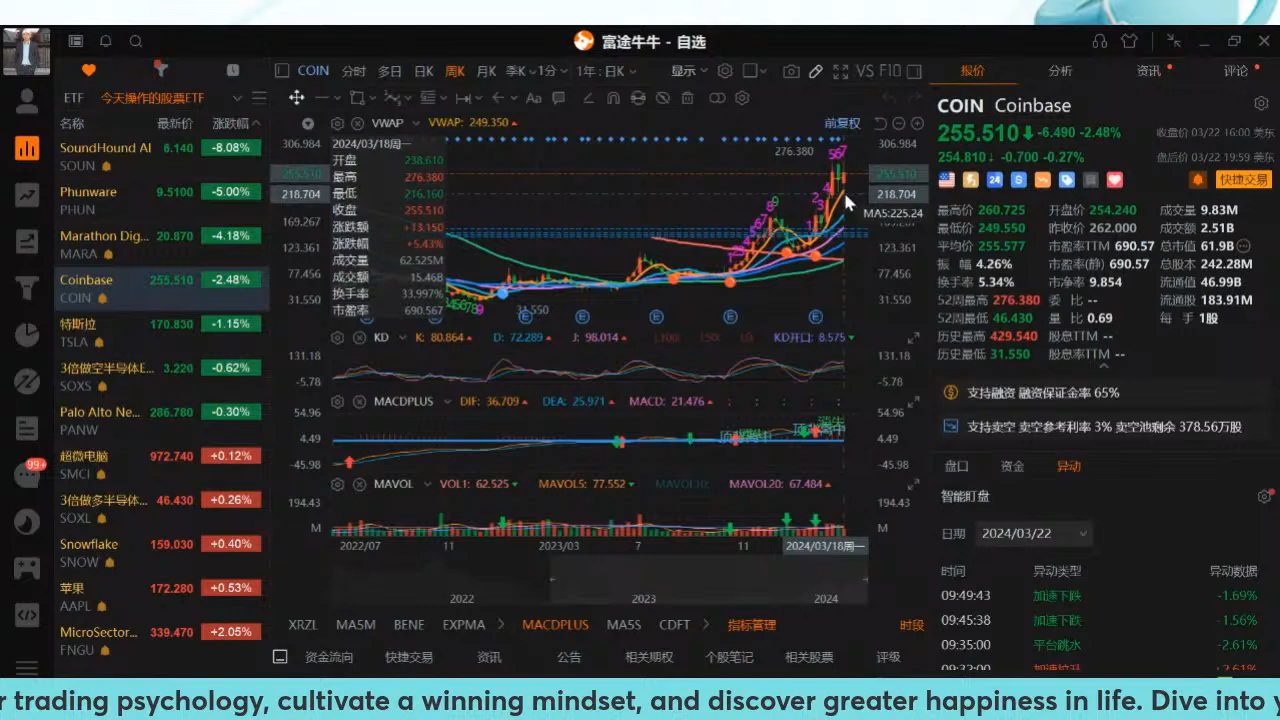 富途牛牛 - 自选
COIN 分时 多日 日K 周K 月K 季K 1分 1年:日K 显示 VS F10
报价 分析 资讯 评论
ETF 今天操作的股票ETF
名称 最新价 涨跌幅
SoundHound AI 6.140 -8.08%
SOUN
Phunware 9.5100 -5.00%
PHUN
Marathon Dig... 20.870 -4.18%
MARA
Coinbase 255.510 -2.48%
COIN
特斯拉 170.830 -1.15%
TSLA
3倍做空半导体E... 3.220 -0.62%
SOXS
Palo Alto Ne... 286.780 -0.30%
PANW
超微电脑 972.740 +0.12%
SMCI
3倍做多半导体... 46.430 +0.26%
SOXL
Snowflake 159.030 +0.40%
SNOW
苹果 172.280 +0.53%
AAPL
MicroSector... 339.470 +2.05%
FNGU
99+
Aa
VWAP VWAP: 249.350 前复权
306.984 2024/03/18周一 276.380 306.984
开盘 238.610
最高 276.380
最低 216.160
收盘 255.510
涨跌额 +13.150
涨跌幅 +5.43%
成交量 62.525M
成交额 15.46B
换手率 33.997%
市盈率 690.567
255.510 255.510
218.704 218.704
MA5:225.24
169.267
123.361 123.361
77.456 77.456
31.550 31.550 31.550
KD K: 80.864 D: 72.289 J: 98.014 KD开口: 8.575
131.18 131.18
-5.78 -5.78
MACDPLUS DIF: 36.709 DEA: 25.971 MACD: 21.476
54.96 54.96
4.49 4.49
-45.98 -45.98
MAVOL VOL1: 62.525 MAVOL5: 77.552 MAVOL10: MAVOL20: 67.484
194.43 194.43
M M
2022/07 11 2023/03 7 11 2024/03/18周一
2022 2023 2024
XRZL MA5M BENE EXPMA MACDPLUS MASS CDFT 指标管理 时段
资金流向 快捷交易 资讯 公告 相关期权 个股笔记 相关股票 评级
COIN Coinbase
255.510 -6.490 -2.48% 收盘价 03/22 16:00 美东
254.810 -0.700 -0.27% 盘后价 03/22 19:59 美东
24 快捷交易
最高价 260.725 开盘价 254.240 成交量 9.83M
最低价 249.550 昨收价 262.000 成交额 2.51B
平均价 255.577 市盈率TTM 690.57 总市值 61.9B
振 幅 4.26% 市盈率(静) 690.57 总股本 242.28M
换手率 5.34% 市净率 9.854 流通值 46.99B
52周最高 276.380 委 比 -- 流通股 183.91M
52周最低 46.430 量 比 0.69 每 手 1股
历史最高 429.540 股息TTM --
历史最低 31.550 股息率TTM --
支持融资 融资保证金率 65%
支持卖空 卖空参考利率 3% 卖空池剩余 378.56万股
盘口 资金 异动
智能盯盘
日期 2024/03/22
时间 异动类型 异动数据
09:49:43 加速下跌 -1.69%
09:45:38 加速下跌 -1.56%
09:35:00 平台跳水 -2.61%
trading psychology, cultivate a winning mindset, and discover greater happiness in life. Dive into